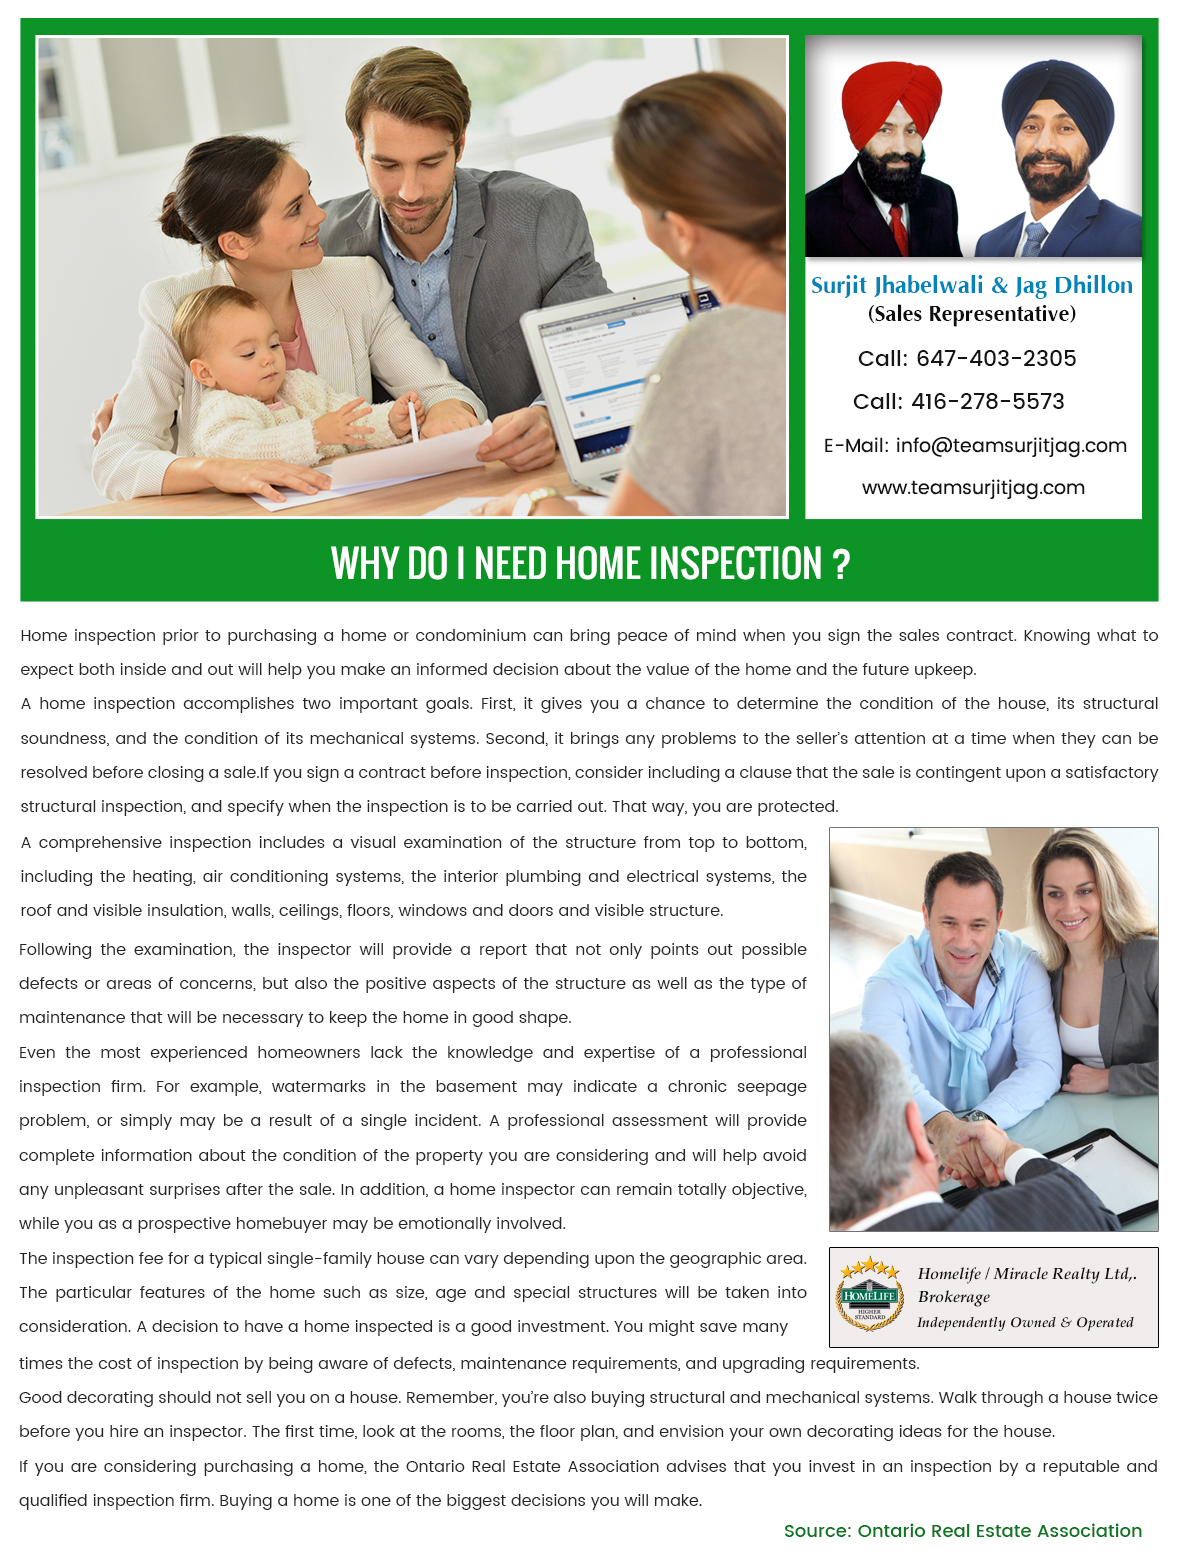 Surjit Jhabelwali & Jag Dhillon
(Sales Representative)
Call: 647-403-2305
Call: 416-278-5573
E-Mail: info@teamsurjitjag.com
www.teamsurjitjag.com
WHY DO I NEED HOME INSPECTION ?
Home inspection prior to purchasing a home or condominium can bring peace of mind when you sign the sales contract. Knowing what to
expect both inside and out will help you make an informed decision about the value of the home and the future upkeep.
A home inspection accomplishes two important goals. First, it gives you a chance to determine the condition of the house, its structural
soundness, and the condition of its mechanical systems. Second, it brings any problems to the seller's attention at a time when they can be
resolved before closing a sale.If you sign a contract before inspection, consider including a clause that the sale is contingent upon a satisfactory
structural inspection, and specify when the inspection is to be carried out. That way, you are protected.
A comprehensive inspection includes a visual examination of the structure from top to bottom,
including the heating, air conditioning systems, the interior plumbing and electrical systems, the
roof and visible insulation, walls, ceilings, floors, windows and doors and visible structure.
Following the examination, the inspector will provide a report that not only points out possible
defects or areas of concerns, but also the positive aspects of the structure as well as the type of
maintenance that will be necessary to keep the home in good shape.
Even the most experienced homeowners lack the knowledge and expertise of a professional
inspection firm. For example, watermarks in the basement may indicate a chronic seepage
problem, or simply may be a result of a single incident. A professional assessment will provide
complete information about the condition of the property you are considering and will help avoid
any unpleasant surprises after the sale. In addition, a home inspector can remain totally objective,
while you as a prospective homebuyer may be emotionally involved.
The inspection fee for a typical single-family house can vary depending upon the geographic area.
The particular features of the home such as size, age and special structures will be taken into
consideration. A decision to have a home inspected is a good investment. You might save many
times the cost of inspection by being aware of defects, maintenance requirements, and upgrading requirements.
Good decorating should not sell you on a house. Remember, you're also buying structural and mechanical systems. Walk through a house twice
before you hire an inspector. The first time, look at the rooms, the floor plan, and envision your own decorating ideas for the house.
If you are considering purchasing a home, the Ontario Real Estate Association advises that you invest in an inspection by a reputable and
qualified inspection firm. Buying a home is one of the biggest decisions you will make.
HOMELIFE
HIGHER
STANDARD
Homelife / Miracle Realty Ltd,.
Brokerage
Independently Owned & Operated
Source: Ontario Real Estate Association